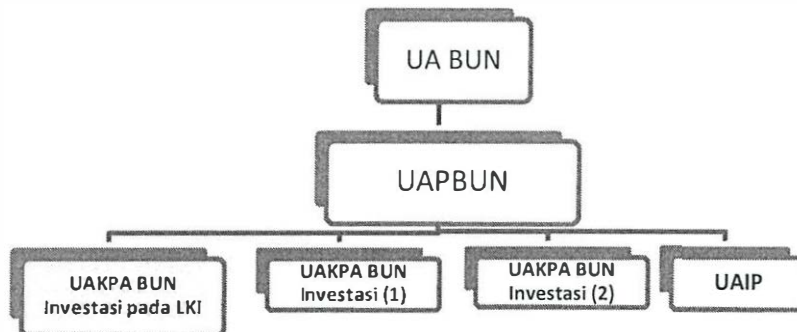 UA BUN
UAPBUN
UAKPA BUN
Investasi pada LKI
UAKPA BUN
Investasi (1)
UAKPA BUN
Investasi (2)
UAIP